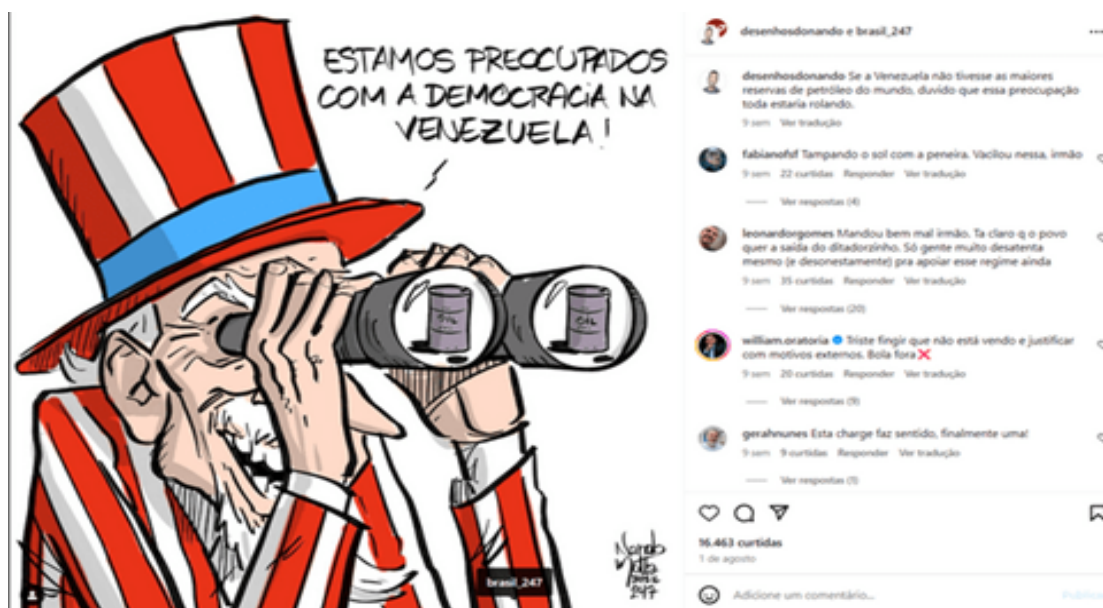 ESTAMOS PREOCUPADOS
COM A DEMOCRACIA NA
VENEZUELA!
OIL
OIL
Nando
Motta
247
brasil_247
desenhosdonando e brasil_247
desenhosdonando Se a Venezuela não tivesse as maiores
reservas de petróleo do mundo, duvido que essa preocupação
toda estaria rolando.
9 sem Ver tradução
fabianofsf Tampando o sol com a peneira. Vacilou nessa, irmão
9 sem 22 curtidas Responder Ver tradução
Ver respostas (4)
leonardorgomes Mandou bem mal irmão. Ta claro q o povo
quer a saída do ditadorzinho. Só gente muito desatenta
mesmo (e desonestamente) pra apoiar esse regime ainda
9 sem 35 curtidas Responder Ver tradução
Ver respostas (20)
william.oratoria Triste fingir que não está vendo e justificar
com motivos externos. Bola fora❌
9 sem 20 curtidas Responder Ver tradução
Ver respostas (9)
gerahnunes Esta charge faz sentido, finalmente uma!
9 sem 9 curtidas Responder Ver tradução
Ver respostas (1)
16.463 curtidas
1 de agosto
Adicione um comentário...
Publicar